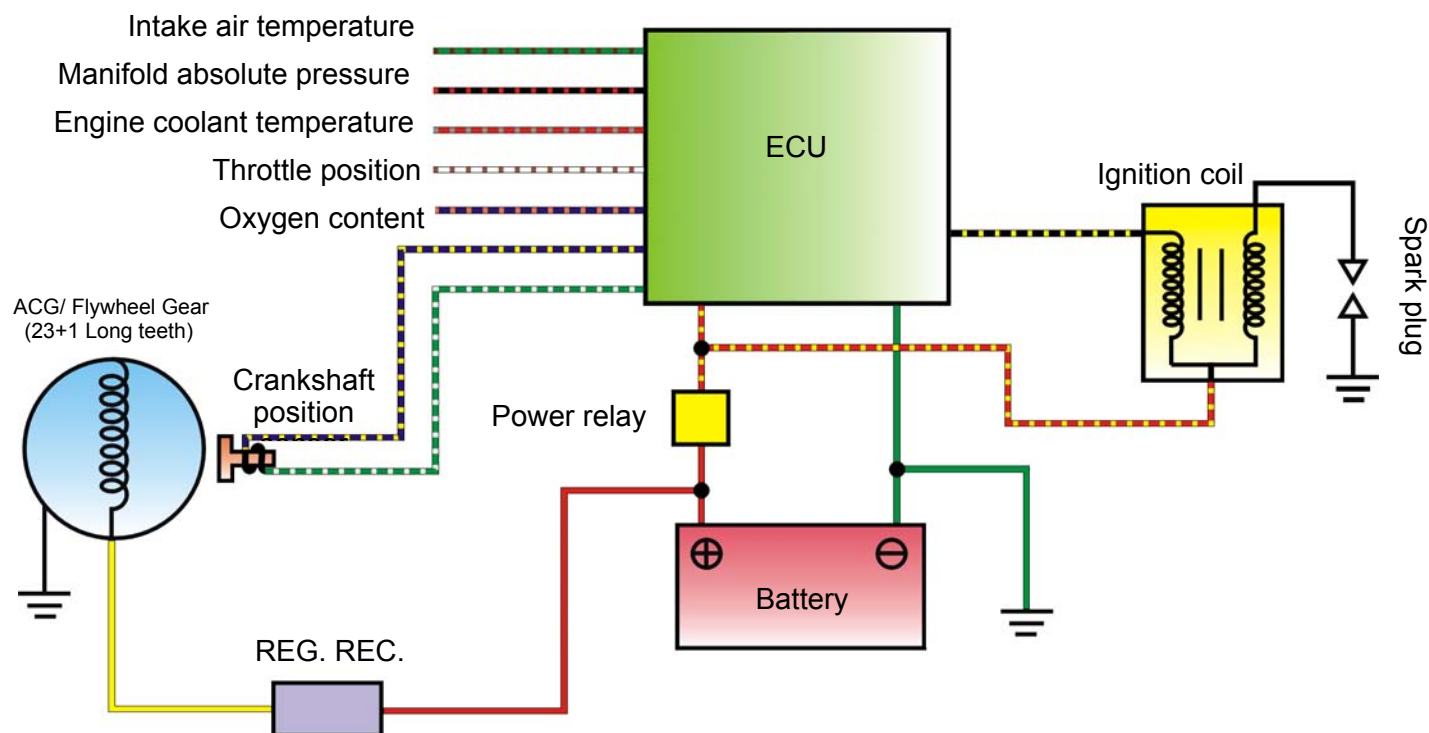 Intake air temperature
Manifold absolute pressure
Engine coolant temperature
Throttle position
Oxygen content
ECU
Ignition coil
Spark plug
ACG/ Flywheel Gear
(23+1 Long teeth)
Crankshaft
position
Power relay
Battery
REG. REC.